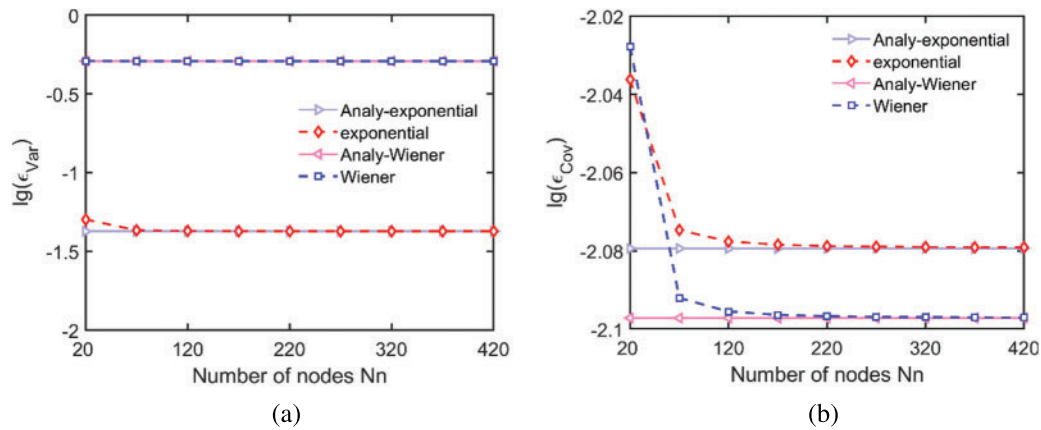 0
-0.5
-1
-1.5
-2
lg(ϵVar)
Analy-exponential
exponential
Analy-Wiener
Wiener
20 120 220 320 420
Number of nodes Nn
(a)
-2.02
-2.04
-2.06
-2.08
-2.1
lg(ϵCov)
Analy-exponential
exponential
Analy-Wiener
Wiener
20 120 220 320 420
Number of nodes Nn
(b)